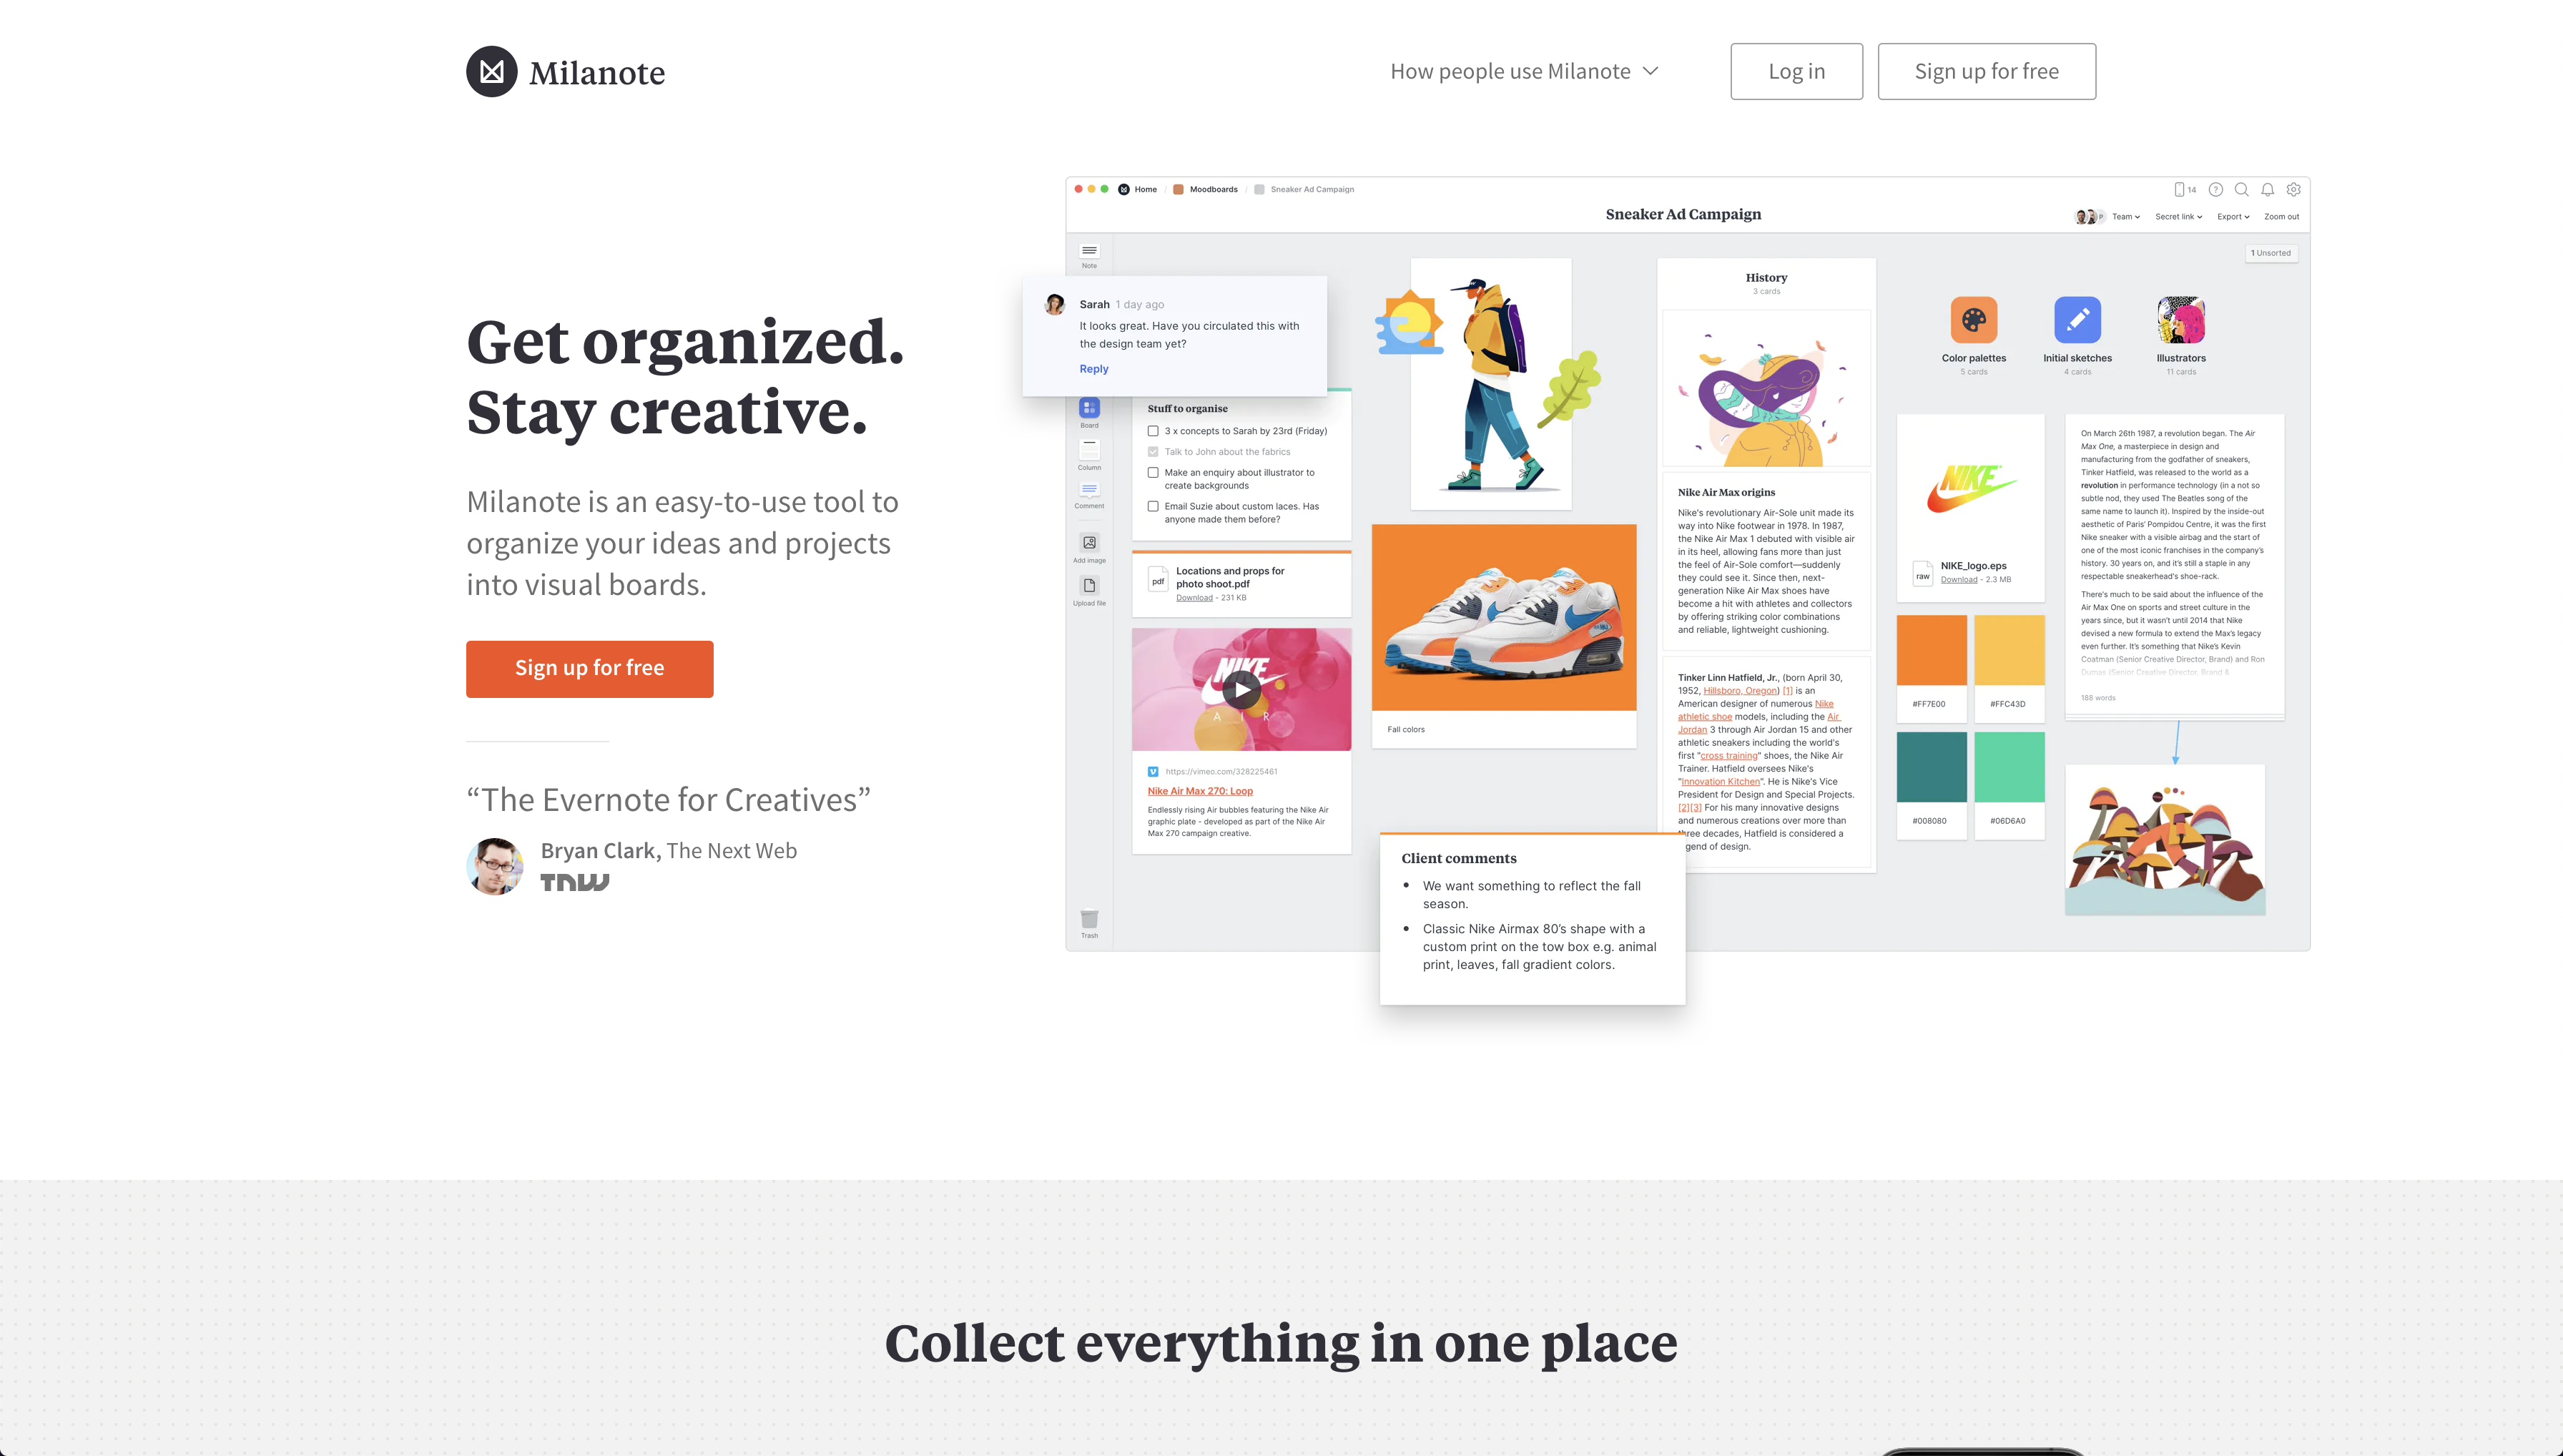 Milanote
How people use Milanote
Log in
Sign up for free
Get organized.
Stay creative.
Milanote is an easy-to-use tool to
organize your ideas and projects
into visual boards.
Sign up for free
“The Evernote for Creatives”
Bryan Clark, The Next Web
TNW
Home / Moodboards / Sneaker Ad Campaign
14
Sneaker Ad Campaign
P
Team
Secret link
Export
Zoom out
1 Unsorted
Note
Board
Column
Comment
Add image
Upload file
Trash
Sarah 1 day ago
It looks great. Have you circulated this with
the design team yet?
Reply
Stuff to organise
3 x concepts to Sarah by 23rd (Friday)
Talk to John about the fabrics
Make an enquiry about illustrator to
create backgrounds
Email Suzie about custom laces. Has
anyone made them before?
pdf
Locations and props for
photo shoot.pdf
Download - 231 KB
NIKE
A I R
https://vimeo.com/328225461
Nike Air Max 270: Loop
Endlessly rising Air bubbles featuring the Nike Air
graphic plate - developed as part of the Nike Air
Max 270 campaign creative.
Fall colors
Client comments
We want something to reflect the fall
season.
Classic Nike Airmax 80’s shape with a
custom print on the tow box e.g. animal
print, leaves, fall gradient colors.
History
3 cards
Nike Air Max origins
Nike's revolutionary Air-Sole unit made its
way into Nike footwear in 1978. In 1987,
the Nike Air Max 1 debuted with visible air
in its heel, allowing fans more than just
the feel of Air-Sole comfort—suddenly
they could see it. Since then, next-
generation Nike Air Max shoes have
become a hit with athletes and collectors
by offering striking color combinations
and reliable, lightweight cushioning.
Tinker Linn Hatfield, Jr., (born April 30,
1952, Hillsboro, Oregon) [1] is an
American designer of numerous Nike
athletic shoe models, including the Air
Jordan 3 through Air Jordan 15 and other
athletic sneakers including the world's
first "cross training" shoes, the Nike Air
Trainer. Hatfield oversees Nike's
"Innovation Kitchen". He is Nike's Vice
President for Design and Special Projects.
[2][3] For his many innovative designs
and numerous creations over more than
three decades, Hatfield is considered a
gend of design.
Color palettes
5 cards
Initial sketches
4 cards
Illustrators
11 cards
NIKE
raw
NIKE_logo.eps
Download - 2.3 MB
#FF7E00
#FFC43D
#008080
#06D6A0
On March 26th 1987, a revolution began. The Air
Max One, a masterpiece in design and
manufacturing from the godfather of sneakers,
Tinker Hatfield, was released to the world as a
revolution in performance technology (in a not so
subtle nod, they used The Beatles song of the
same name to launch it). Inspired by the inside-out
aesthetic of Paris' Pompidou Centre, it was the first
Nike sneaker with a visible airbag and the start of
one of the most iconic franchises in the company's
history. 30 years on, and it's still a staple in any
respectable sneakerhead's shoe-rack.
There's much to be said about the influence of the
Air Max One on sports and street culture in the
years since, but it wasn't until 2014 that Nike
devised a new formula to extend the Max's legacy
even further. It's something that Nike's Kevin
Coatman (Senior Creative Director, Brand) and Ron
Dumas (Senior Creative Director, Brand &
188 words
Collect everything in one place